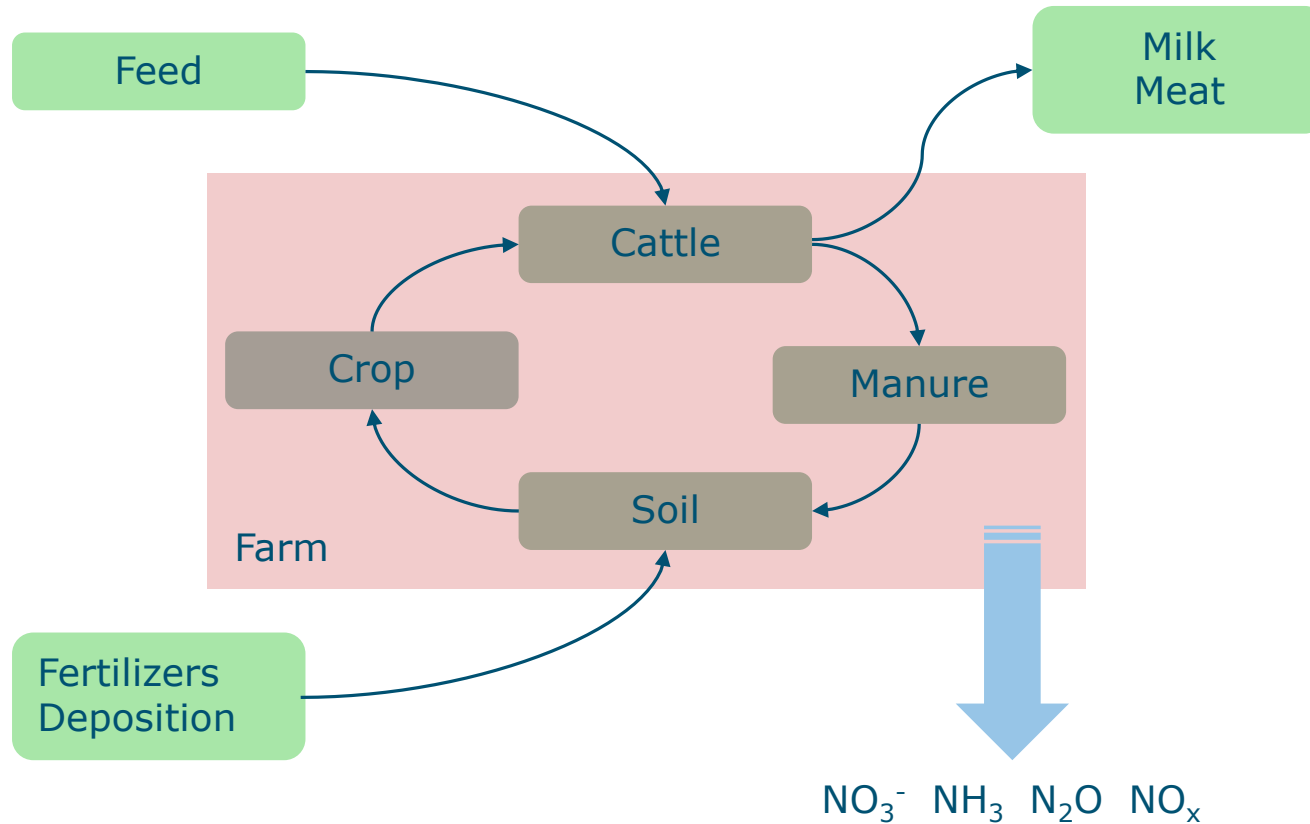 Feed
Milk
Meat
Cattle
Crop
Manure
Soil
Farm
Fertilizers
Deposition
NO₃⁻ NH₃ N₂O NOₓ